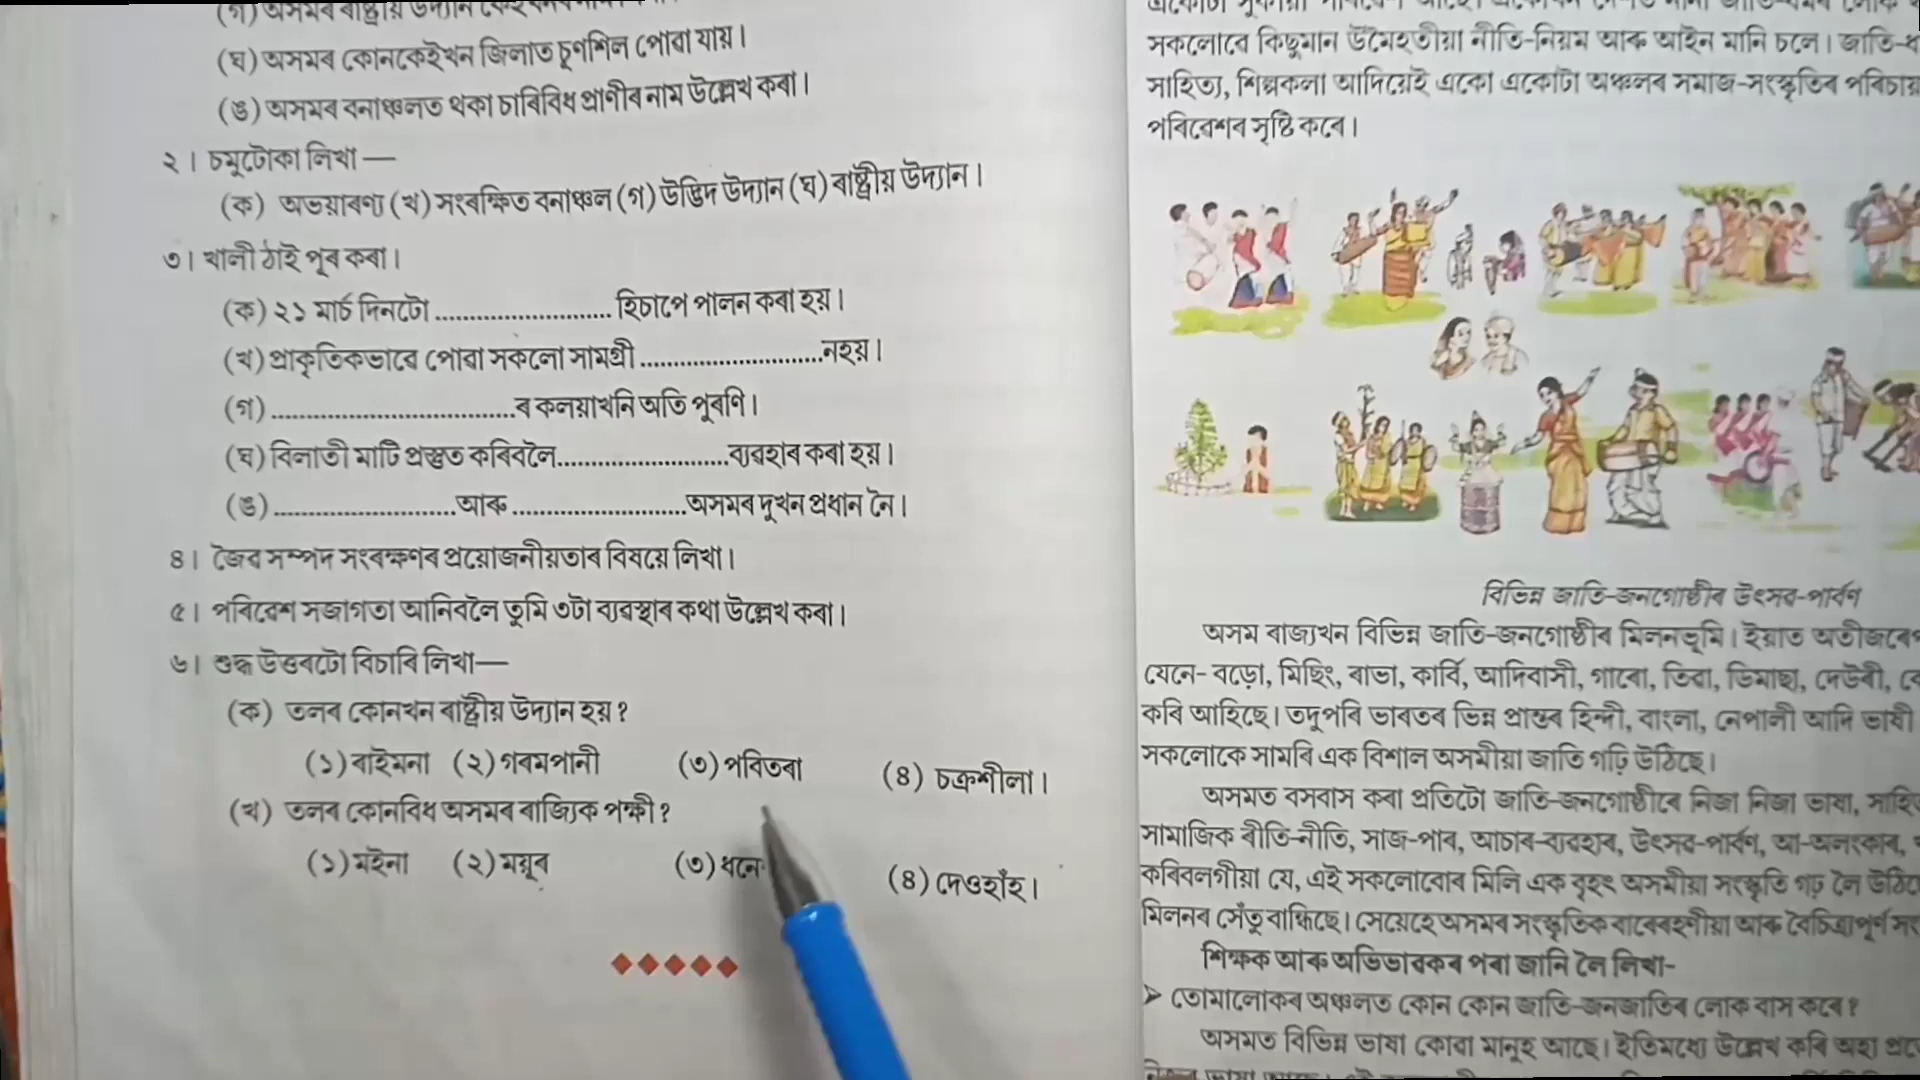 (গ) অসমৰ ৰাষ্ট্ৰীয় উদ্যান
(ঘ) অসমৰ কোনকেইখন জিলাত চূণশিল পোৱা যায়।
(ঙ) অসমৰ বনাঞ্চলত থকা চাৰিবিধ প্ৰাণীৰ নাম উল্লেখ কৰা।
২। চমুটোকা লিখা —
(ক) অভয়াৰণ্য (খ) সংৰক্ষিত বনাঞ্চল (গ) উদ্ভিদ উদ্যান (ঘ) ৰাষ্ট্ৰীয় উদ্যান।
৩। খালী ঠাই পূৰ কৰা।
(ক) ২১ মাৰ্চ দিনটো .......................... হিচাপে পালন কৰা হয়।
(খ) প্ৰাকৃতিকভাৱে পোৱা সকলো সামগ্ৰী ..........................নহয়।
(গ) ..................................ৰ কলয়াখনি অতি পুৰণি।
(ঘ) বিলাতী মাটি প্ৰস্তুত কৰিবলৈ.........................ব্যৱহাৰ কৰা হয়।
(ঙ) ..........................আৰু ..........................অসমৰ দুখন প্ৰধান নৈ।
৪। জৈৱ সম্পদ সংৰক্ষণৰ প্ৰয়োজনীয়তাৰ বিষয়ে লিখা।
৫। পৰিৱেশ সজাগতা আনিবলৈ তুমি ৩টা ব্যৱস্থাৰ কথা উল্লেখ কৰা।
৬। শুদ্ধ উত্তৰটো বিচাৰি লিখা—
(ক) তলৰ কোনখন ৰাষ্ট্ৰীয় উদ্যান হয়?
(১) ৰাইমনা (২) গৰমপানী (৩) পবিতৰা (৪) চক্ৰশীলা।
(খ) তলৰ কোনবিধ অসমৰ ৰাজ্যিক পক্ষী?
(১) মইনা (২) ময়ূৰ (৩) ধনে (৪) দেওহাঁহ।
সকলোৱে কিছুমান উমৈহতীয়া নীতি-নিয়ম আৰু আইন মানি চলে। জাতি-
সাহিত্য, শিল্পকলা আদিয়েই একো একোটা অঞ্চলৰ সমাজ-সংস্কৃতিৰ
পৰিৱেশৰ সৃষ্টি কৰে।
বিভিন্ন জাতি-জনগোষ্ঠীৰ উৎসৱ-পাৰ্বণ
অসম ৰাজ্যখন বিভিন্ন জাতি-জনগোষ্ঠীৰ মিলনভূমি। ইয়াত
যেনে- বড়ো, মিছিং, ৰাভা, কাৰ্বি, আদিবাসী, গাৰো, তিৱা, ডিমাছা, দেউৰী,
কৰি আহিছে। তদুপৰি ভাৰতৰ ভিন্ন প্ৰান্তৰ হিন্দী, বাংলা, নেপালী আদি ভাষী
সকলোকে সামৰি এক বিশাল অসমীয়া জাতি গঢ়ি উঠিছে।
অসমত বসবাস কৰা প্ৰতিটো জাতি-জনগোষ্ঠীৰে নিজা নিজা ভাষা,
সামাজিক ৰীতি-নীতি, সাজ-পাৰ, আচাৰ-ব্যৱহাৰ, উৎসৱ-পাৰ্বণ, আ-অলংকাৰ,
কৰিবলগীয়া যে, এই সকলোবোৰ মিলি এক বৃহৎ অসমীয়া সংস্কৃতি গঢ় লৈ
মিলনৰ সেঁতু বান্ধিছে। সেয়েহে অসমৰ সংস্কৃতিক বাৰেৰহণীয়া আৰু বৈচিত্ৰ্যপূৰ্ণ
শিক্ষক আৰু অভিভাৱকৰ পৰা জানি লৈ লিখা-
➤ তোমালোকৰ অঞ্চলত কোন কোন জাতি-জনজাতিৰ লোক বাস কৰে?
অসমত বিভিন্ন ভাষা কোৱা মানুহ আছে। ইতিমধ্যে উল্লেখ কৰি অহা